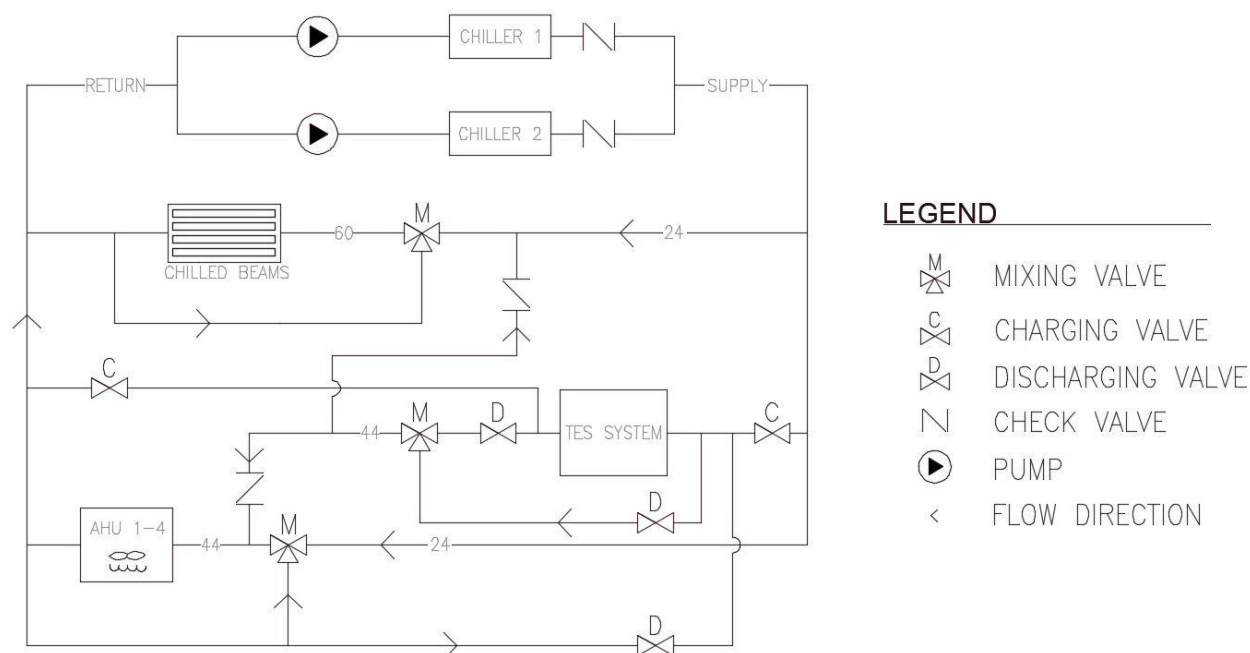 CHILLER 1
RETURN
SUPPLY
CHILLER 2
M
60
24
CHILLED BEAMS
C
M
D
C
44
TES SYSTEM
D
AHU 1-4
M
44
24
D
LEGEND
M
MIXING VALVE
C
CHARGING VALVE
D
DISCHARGING VALVE
CHECK VALVE
PUMP
FLOW DIRECTION